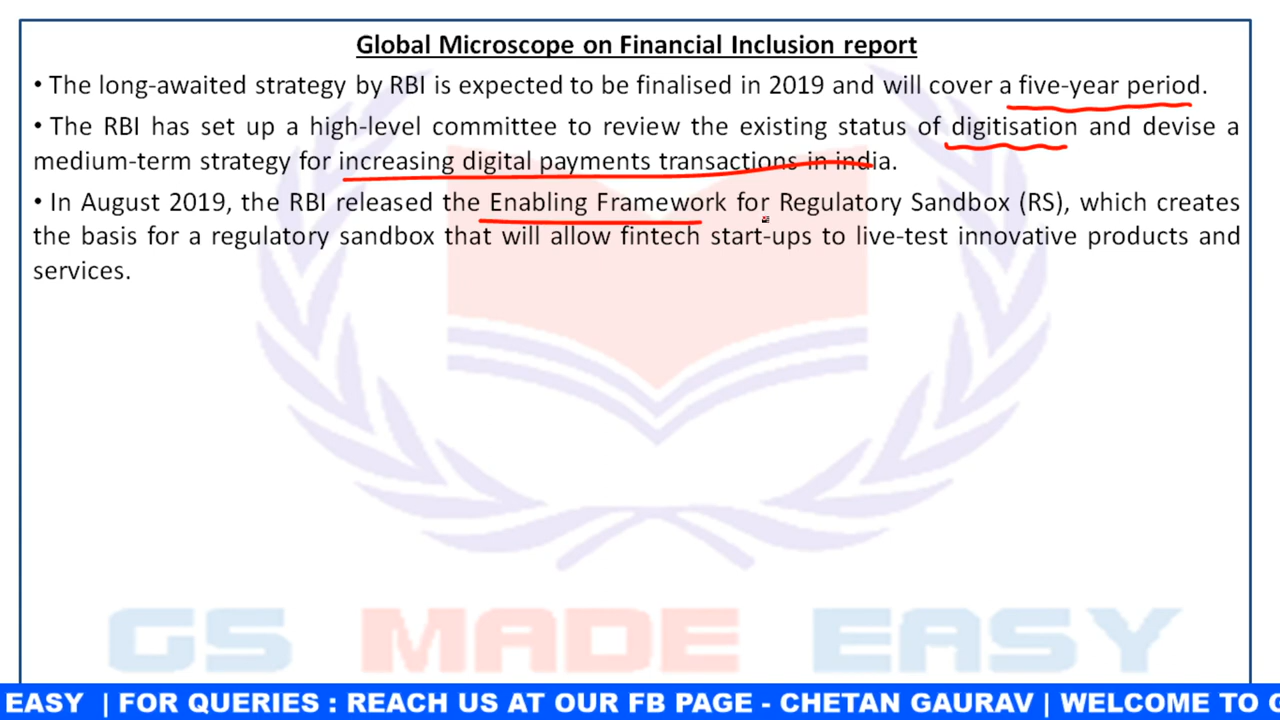 Global Microscope on Financial Inclusion report
• The long-awaited strategy by RBI is expected to be finalised in 2019 and will cover a five-year period.
• The RBI has set up a high-level committee to review the existing status of digitisation and devise a
medium-term strategy for increasing digital payments transactions in india.
• In August 2019, the RBI released the Enabling Framework for Regulatory Sandbox (RS), which creates
the basis for a regulatory sandbox that will allow fintech start-ups to live-test innovative products and
services.
GS MADE EASY
EASY | FOR QUERIES : REACH US AT OUR FB PAGE - CHETAN GAURAV | WELCOME TO